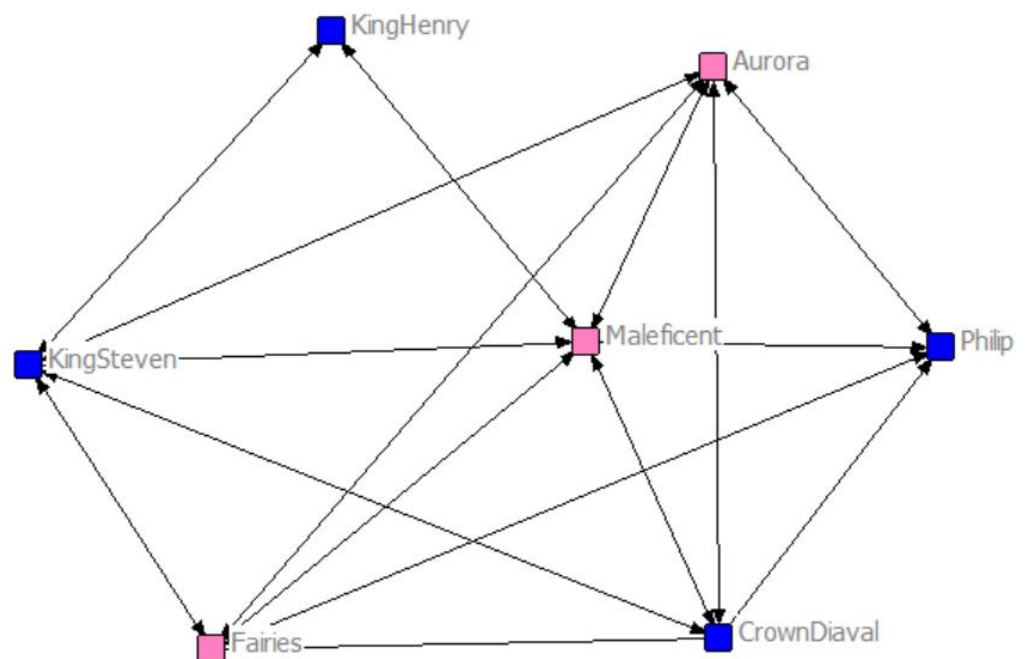 KingHenry
Aurora
Maleficent
Philip
KingSteven
Fairies
CrownDiaval